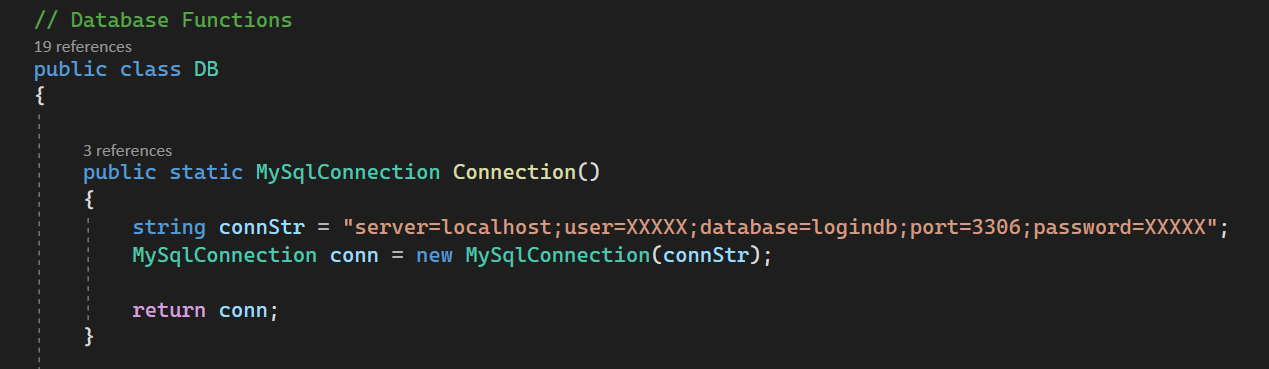 // Database Functions
19 references
public class DB
{
3 references
public static MySqlConnection Connection()
{
string connStr = "server=localhost;user=XXXXX;database=logindb;port=3306;password=XXXXX";
MySqlConnection conn = new MySqlConnection(connStr);
return conn;
}